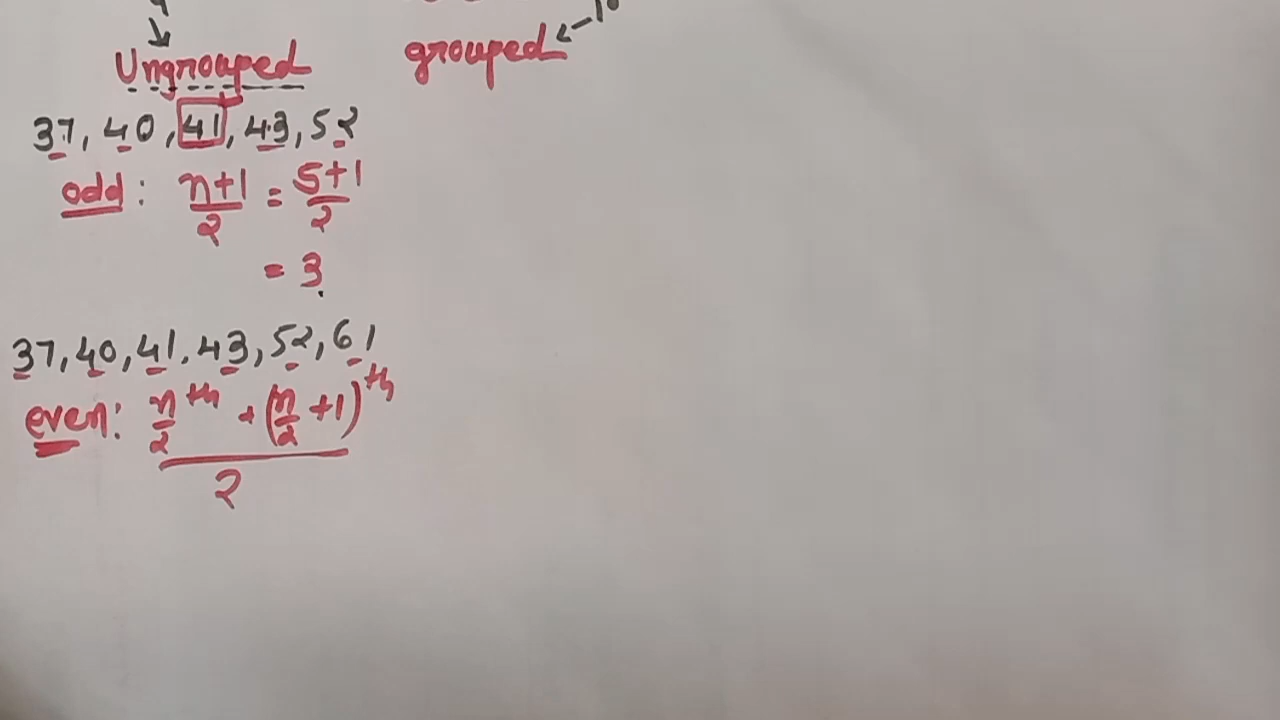 Ungrouped grouped
37, 40, 41, 43, 52
odd: n+1/2 = 5+1/2
= 3
37, 40, 41, 43, 52, 61
even: n/2 th + (n/2 +1)th
2